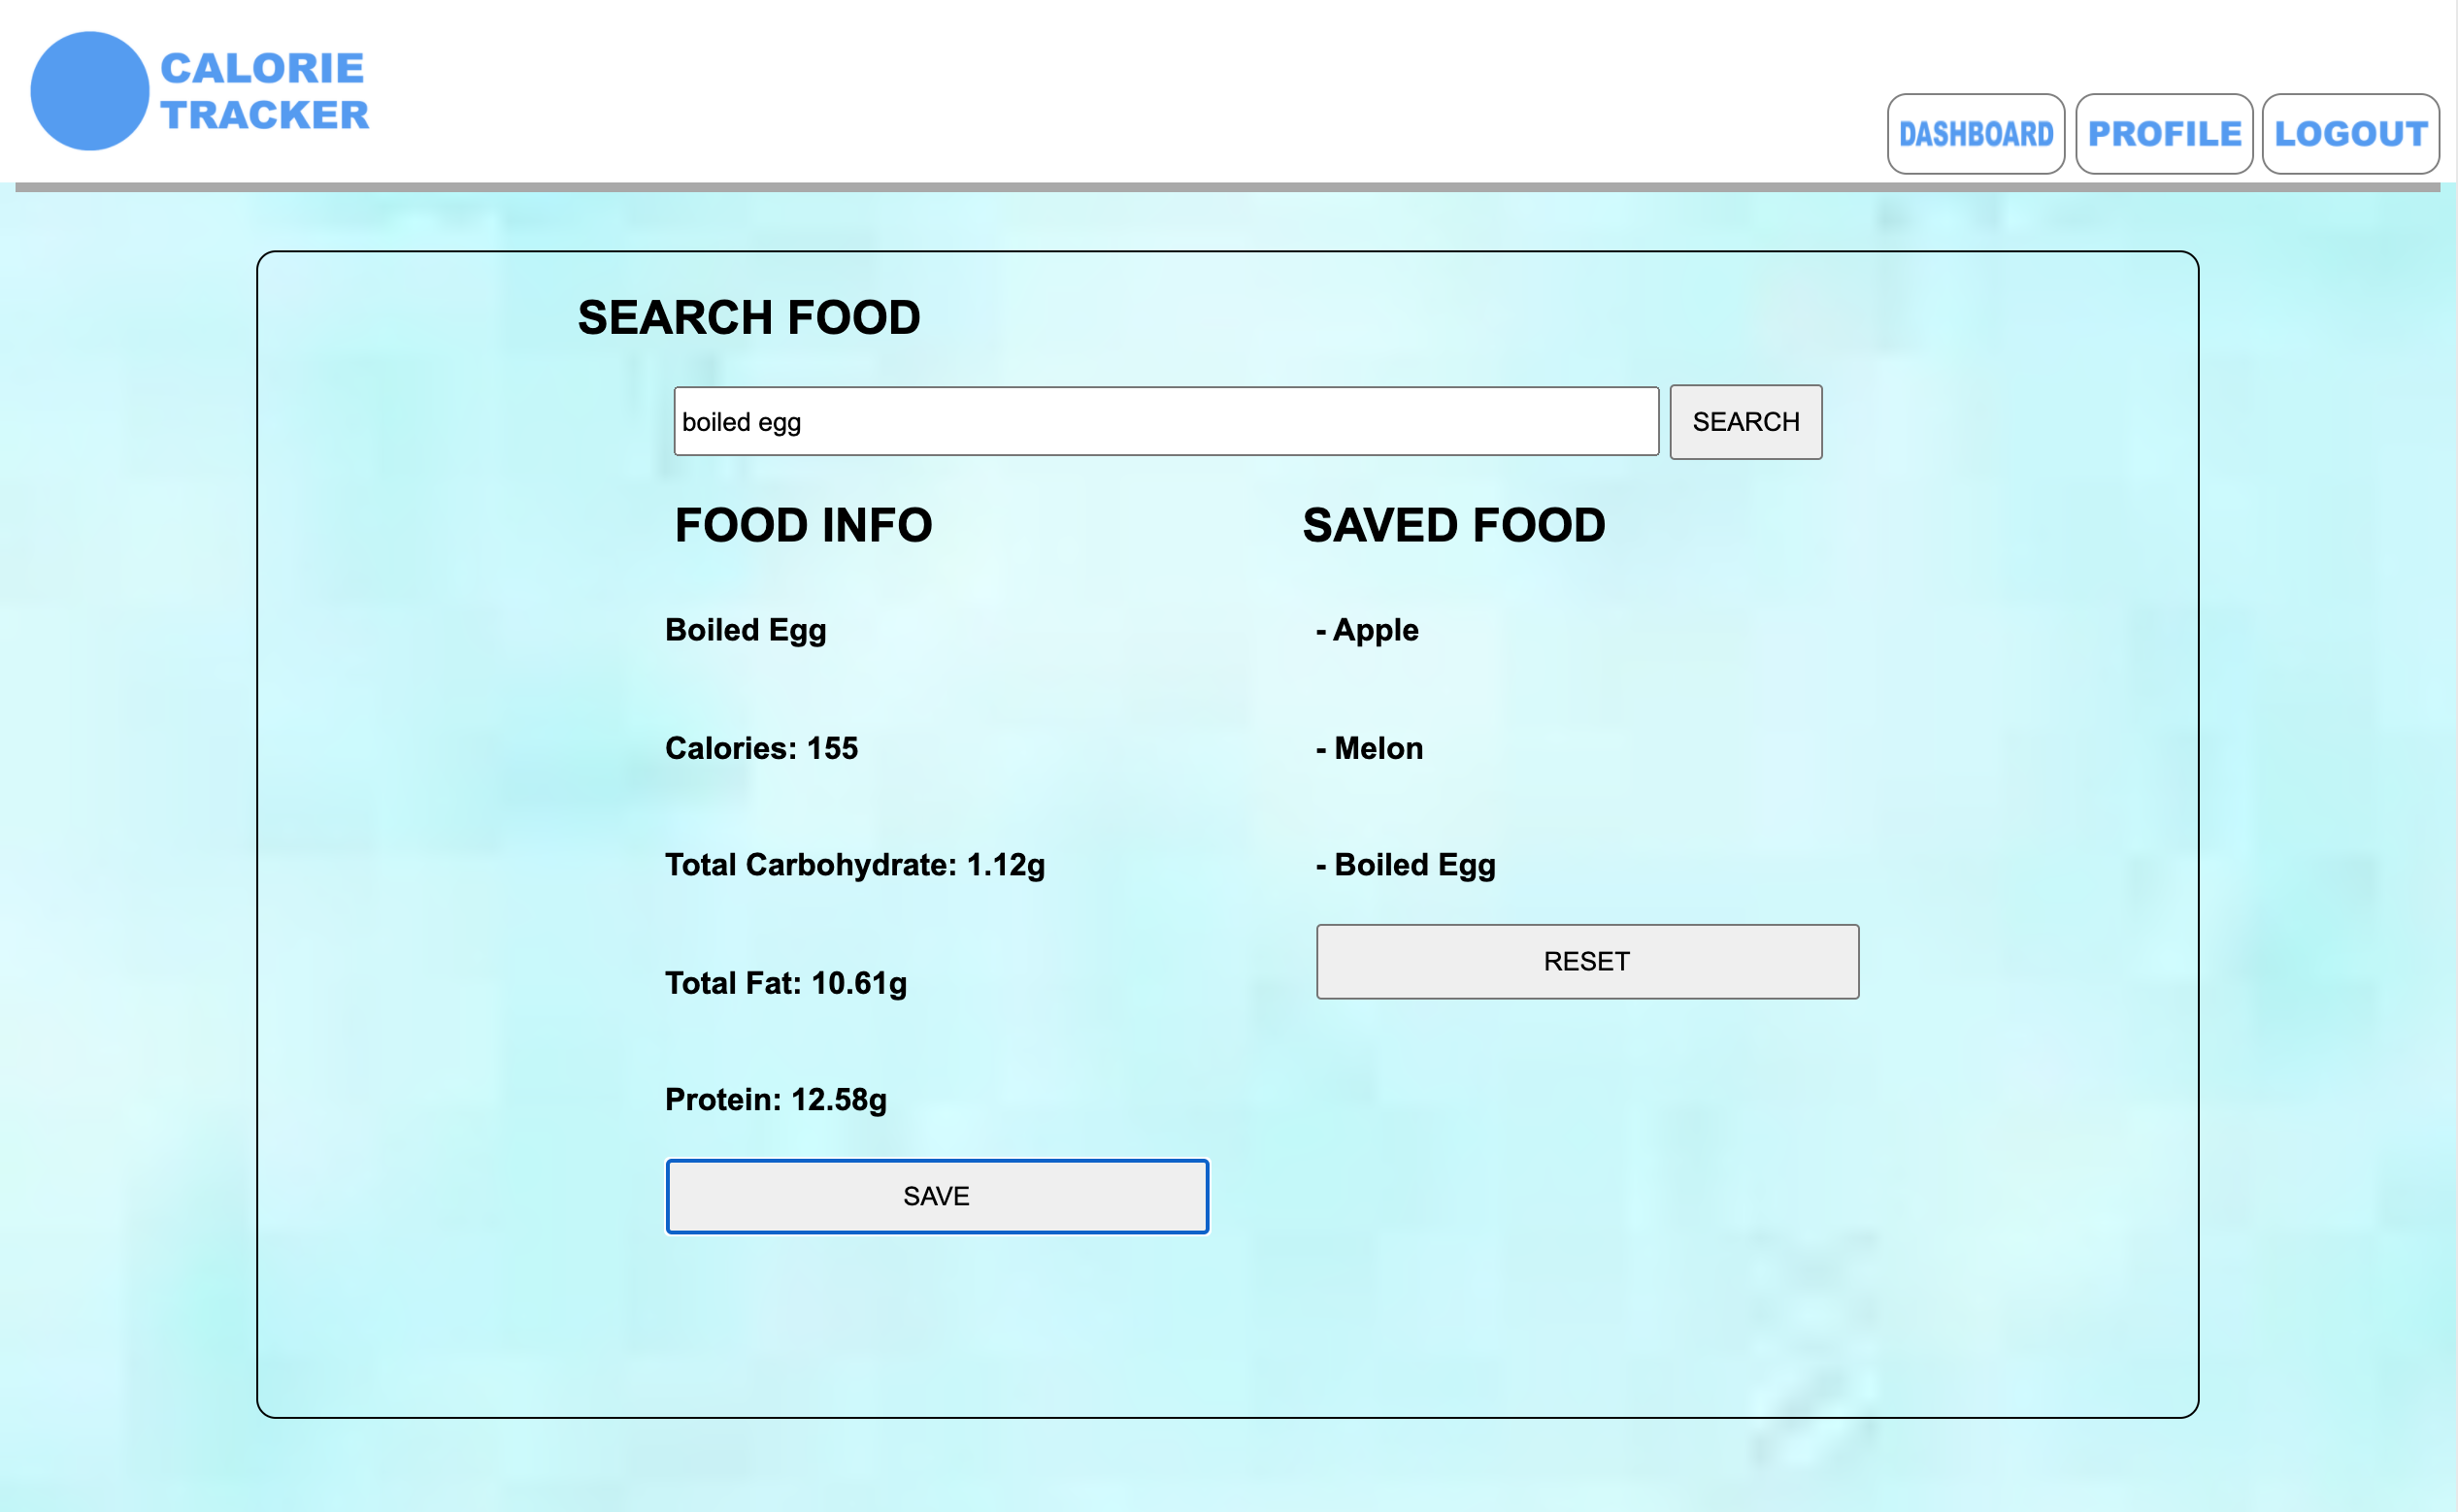 CALORIE
TRACKER
DASHBOARD PROFILE LOGOUT
SEARCH FOOD
boiled egg SEARCH
FOOD INFO
Boiled Egg
Calories: 155
Total Carbohydrate: 1.12g
Total Fat: 10.61g
Protein: 12.58g
SAVE
SAVED FOOD
- Apple
- Melon
- Boiled Egg
RESET